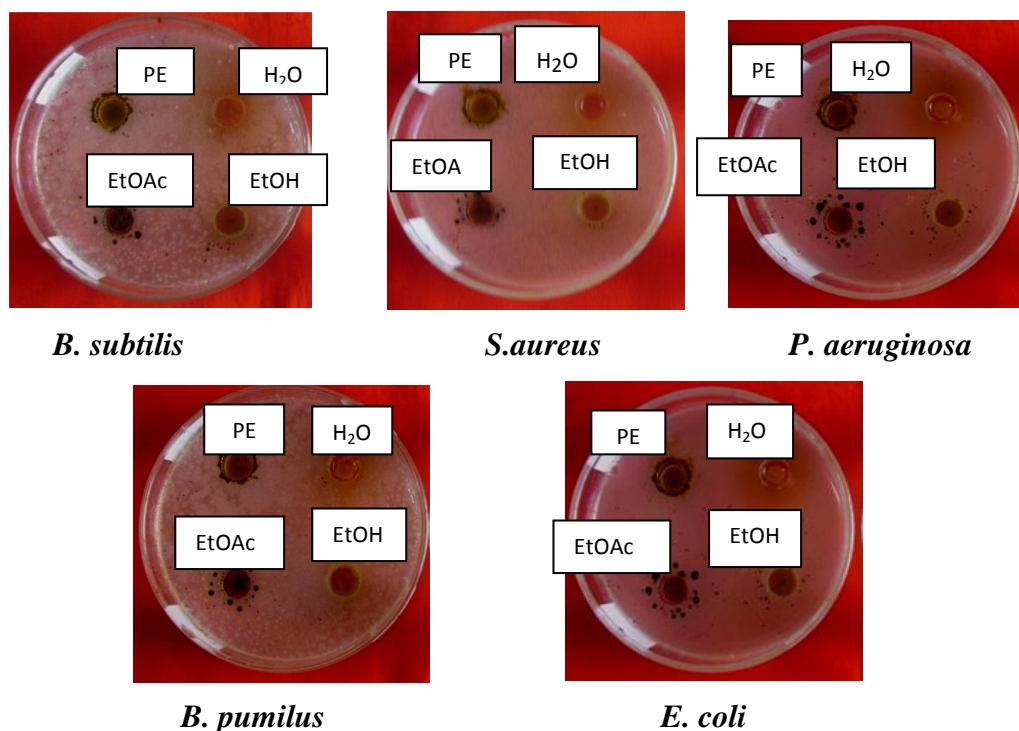 PE
H₂O
EtOAc
EtOH
B. subtilis
PE
H₂O
EtOA
EtOH
S.aureus
PE
H₂O
EtOAc
EtOH
P. aeruginosa
PE
H₂O
EtOAc
EtOH
B. pumilus
PE
H₂O
EtOAc
EtOH
E. coli